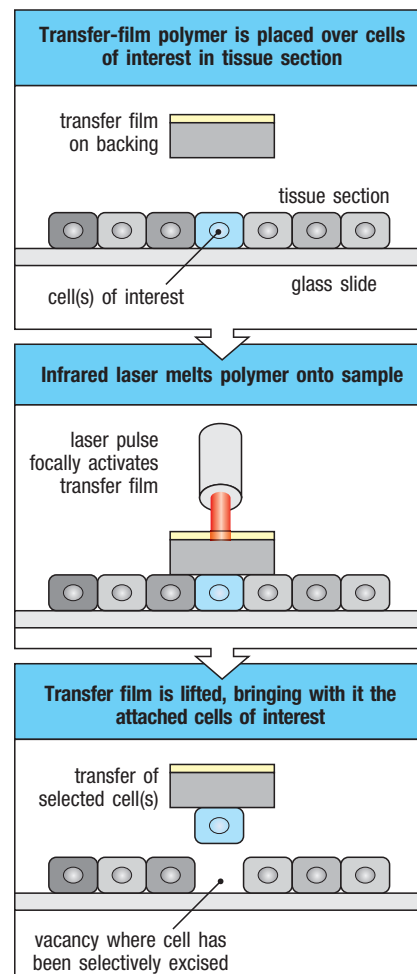 Transfer-film polymer is placed over cells
of interest in tissue section
transfer film
on backing
tissue section
cell(s) of interest
glass slide
Infrared laser melts polymer onto sample
laser pulse
focally activates
transfer film
Transfer film is lifted, bringing with it the
attached cells of interest
transfer of
selected cell(s)
vacancy where cell has
been selectively excised